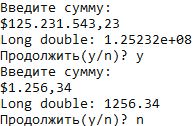 Введите сумму:
$125.231.543,23
Long double: 1.25232e+08
Продолжить(y/n)? y
Введите сумму:
$1.256,34
Long double: 1256.34
Продолжить(y/n)? n